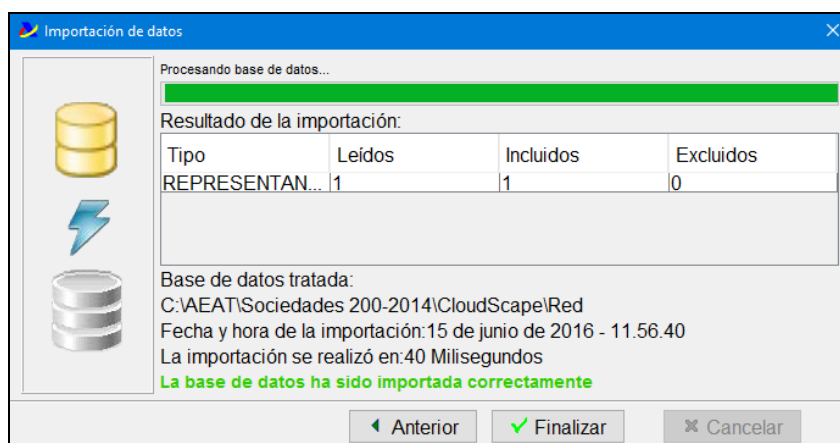 Importación de datos
Procesando base de datos...
Resultado de la importación:
Tipo Leídos Incluidos Excluidos
REPRESENTAN... 1 1 0
Base de datos tratada:
C:\AEAT\Sociedades 200-2014\CloudScape\Red
Fecha y hora de la importación:15 de junio de 2016 - 11.56.40
La importación se realizó en:40 Milisegundos
La base de datos ha sido importada correctamente
Anterior Finalizar Cancelar